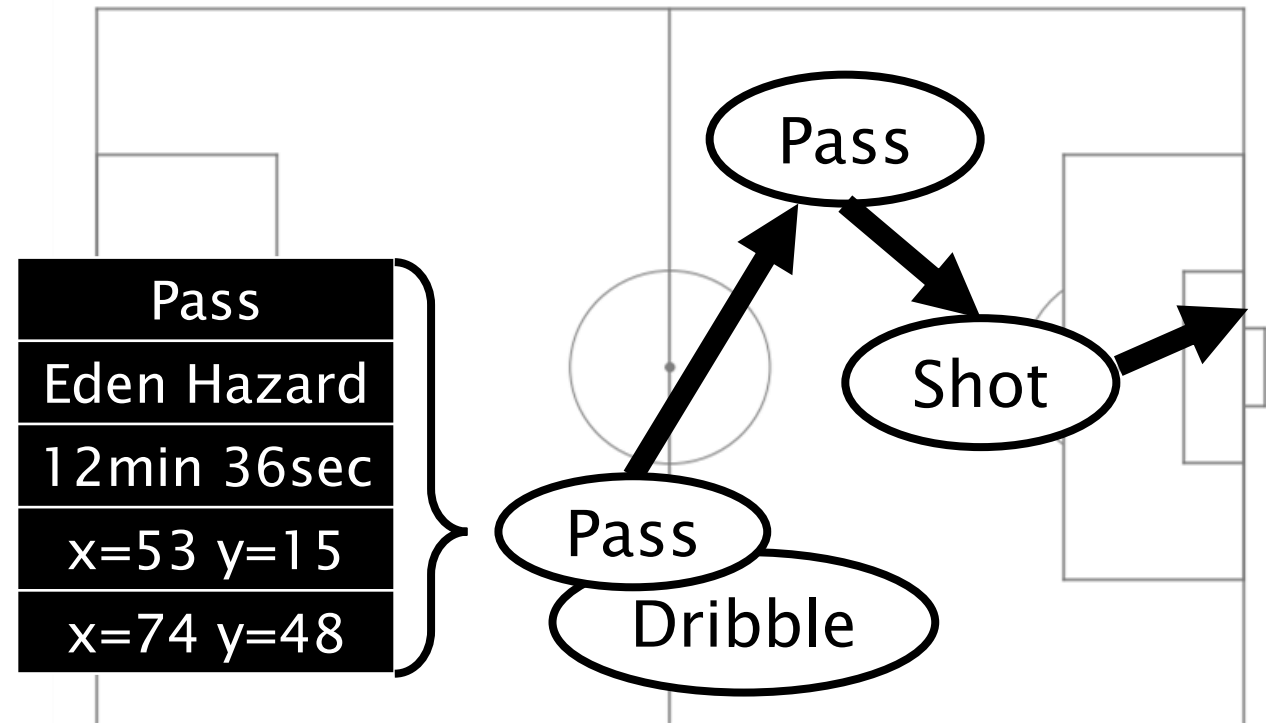 Pass
Eden Hazard
12min 36sec
x=53 y=15
x=74 y=48
Pass
Shot
Pass
Dribble